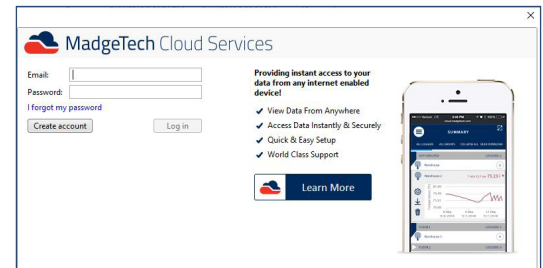 MadgeTech Cloud Services
Email:
Password:
I forgot my password
Create account
Log in
Providing instant access to your
data from any internet enabled
device!
✓ View Data From Anywhere
✓ Access Data Instantly & Securely
✓ Quick & Easy Setup
✓ World Class Support
Learn More
SUMMARY